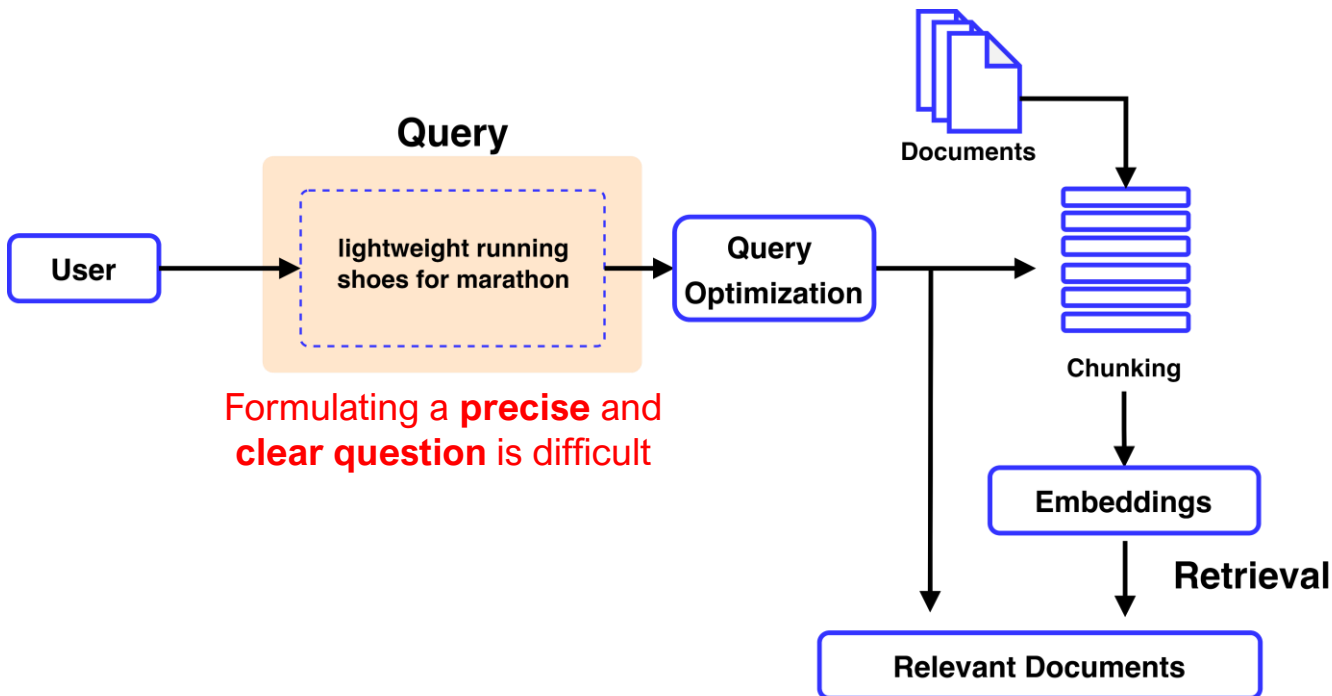 Documents
Query
User
lightweight running
shoes for marathon
Query
Optimization
Chunking
Formulating a precise and
clear question is difficult
Embeddings
Retrieval
Relevant Documents